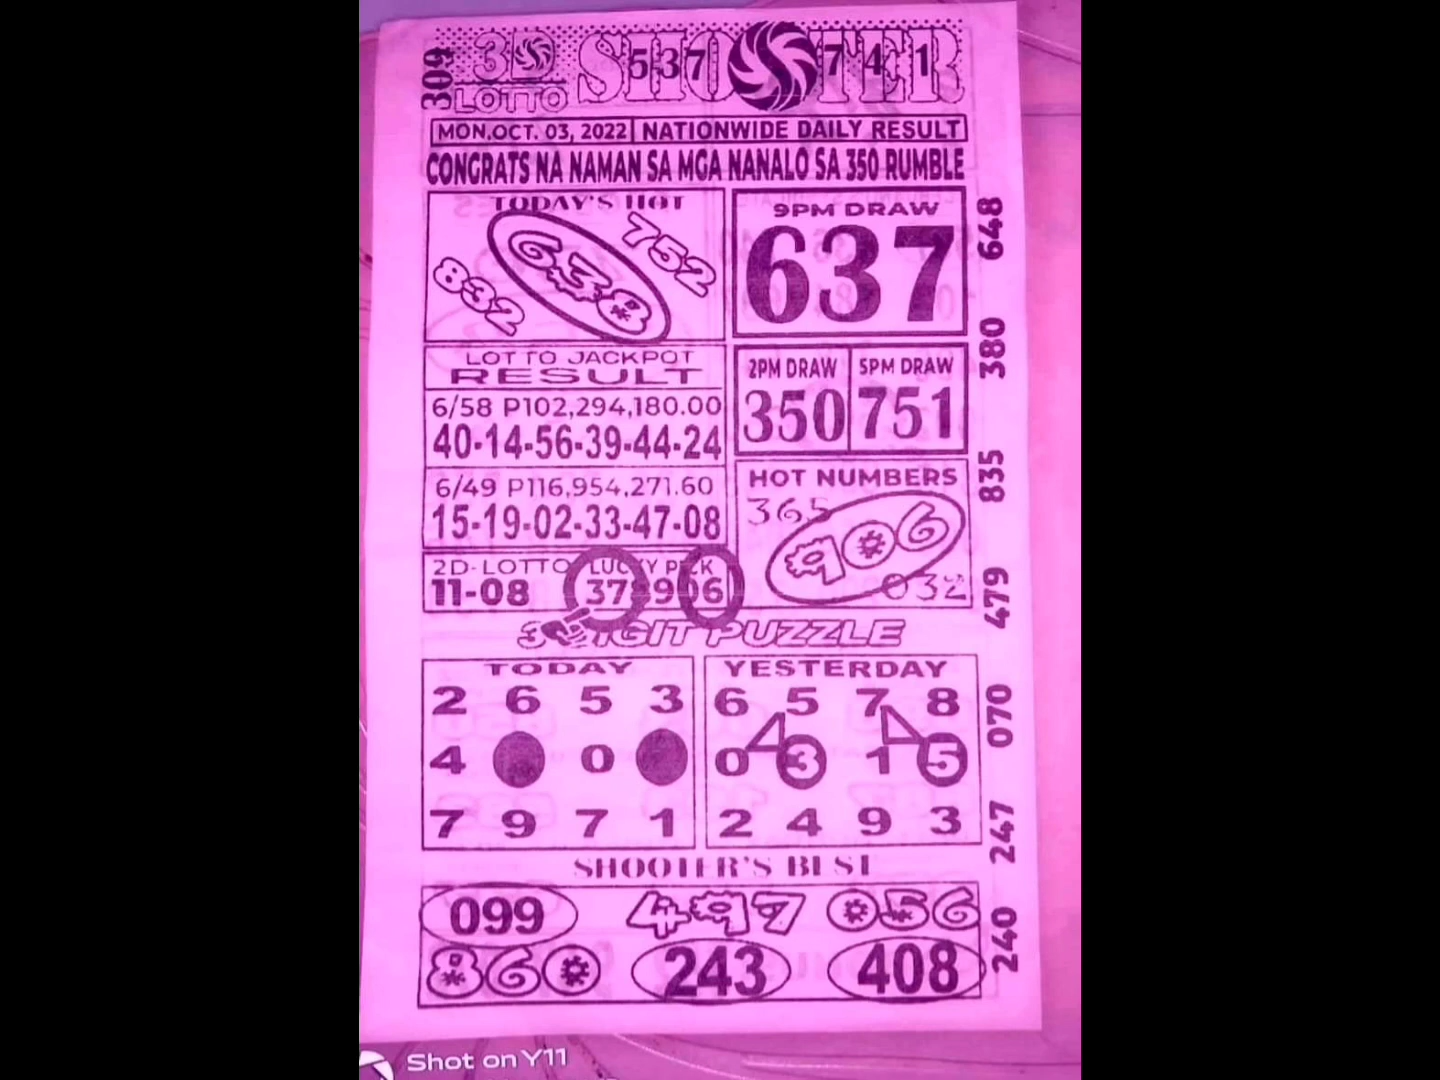 309
3D LOTTO
SHOOTER
537 741
MON.OCT. 03, 2022 NATIONWIDE DAILY RESULT
CONGRATS NA NAMAN SA MGA NANALO SA 350 RUMBLE
TODAY'S HOT
832 638 752
9PM DRAW
637
648
380
835
479
070
247
240
LOTTO JACKPOT
RESULT
6/58 P102,294,180.00
40-14-56-39-44-24
6/49 P116,954,271.60
15-19-02-33-47-08
2D-LOTTO LUCKY PICK
11-08
2PM DRAW 5PM DRAW
350 751
HOT NUMBERS
365
906
032
3 DIGIT PUZZLE
TODAY
2 6 5 3
4 0
7 9 7 1
YESTERDAY
6 5 7 8
0 3 1 5
2 4 9 3
SHOOTER'S BEST
099 497 056
860 243 408
Shot on Y11